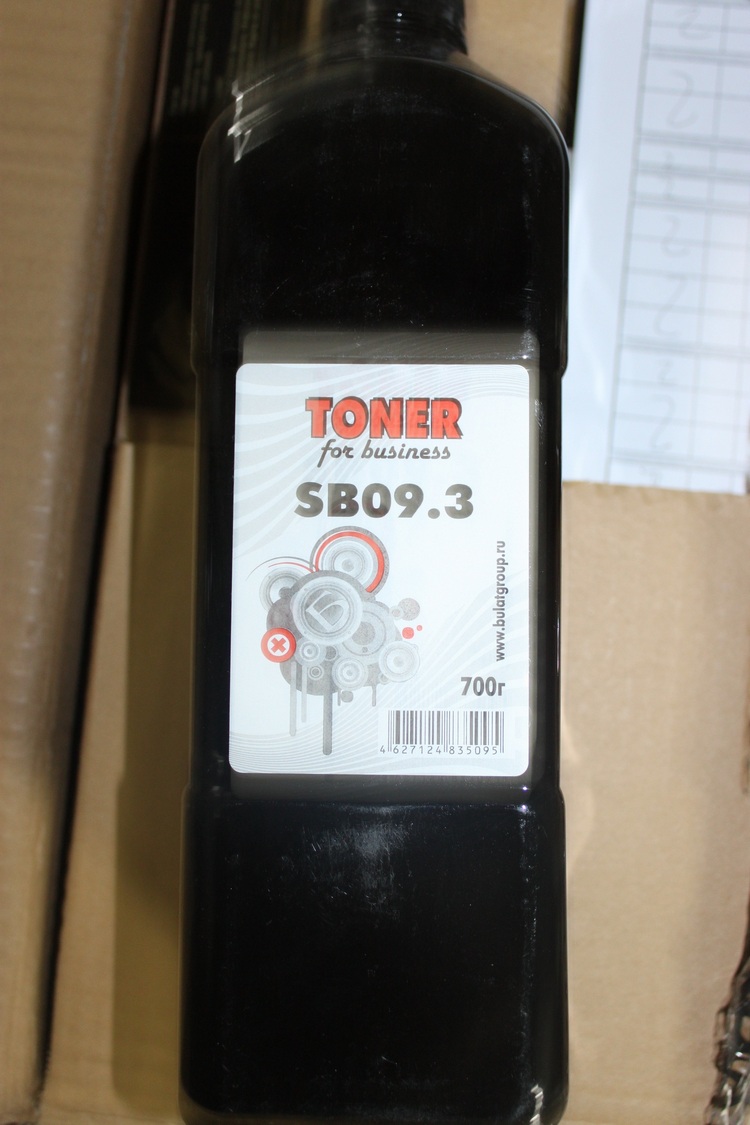 TONER
for business
SB09.3
www.bulatgroup.ru
700г
4 627124 835095